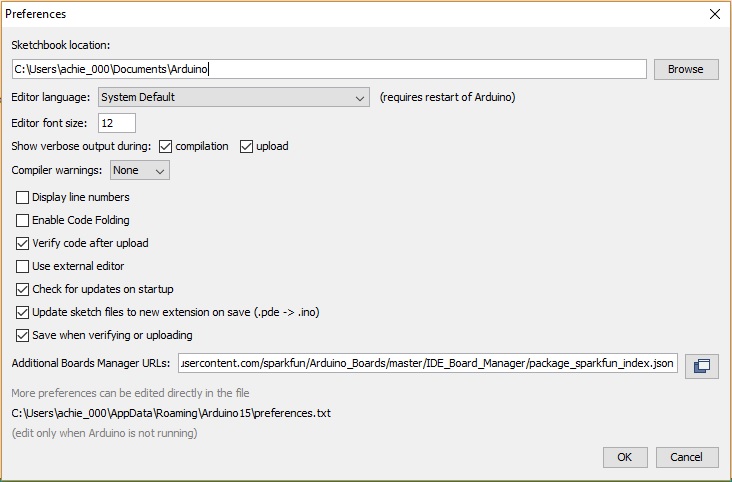 Preferences
Sketchbook location:
C:\Users\achie_000\Documents\Arduino
Browse
Editor language: System Default (requires restart of Arduino)
Editor font size: 12
Show verbose output during: compilation upload
Compiler warnings: None
Display line numbers
Enable Code Folding
Verify code after upload
Use external editor
Check for updates on startup
Update sketch files to new extension on save (.pde -> .ino)
Save when verifying or uploading
Additional Boards Manager URLs: usercontent.com/sparkfun/Arduino_Boards/master/IDE_Board_Manager/package_sparkfun_index.json
More preferences can be edited directly in the file
C:\Users\achie_000\AppData\Roaming\Arduino15\preferences.txt
(edit only when Arduino is not running)
OK Cancel